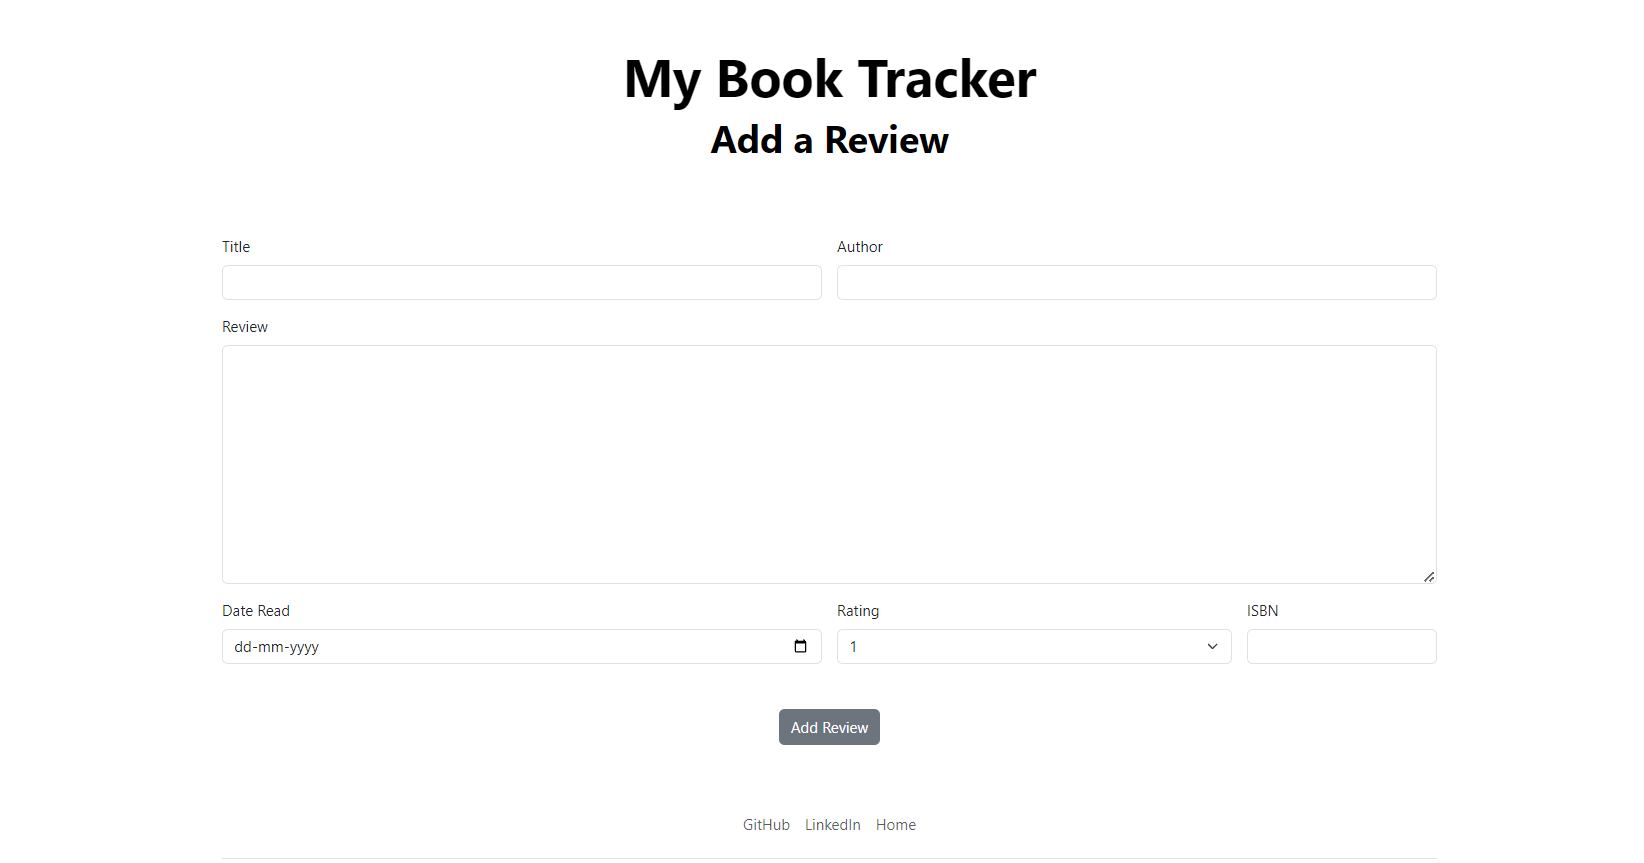 My Book Tracker
Add a Review
Title Author
Review
Date Read Rating ISBN
dd-mm-yyyy 1
Add Review
GitHub LinkedIn Home